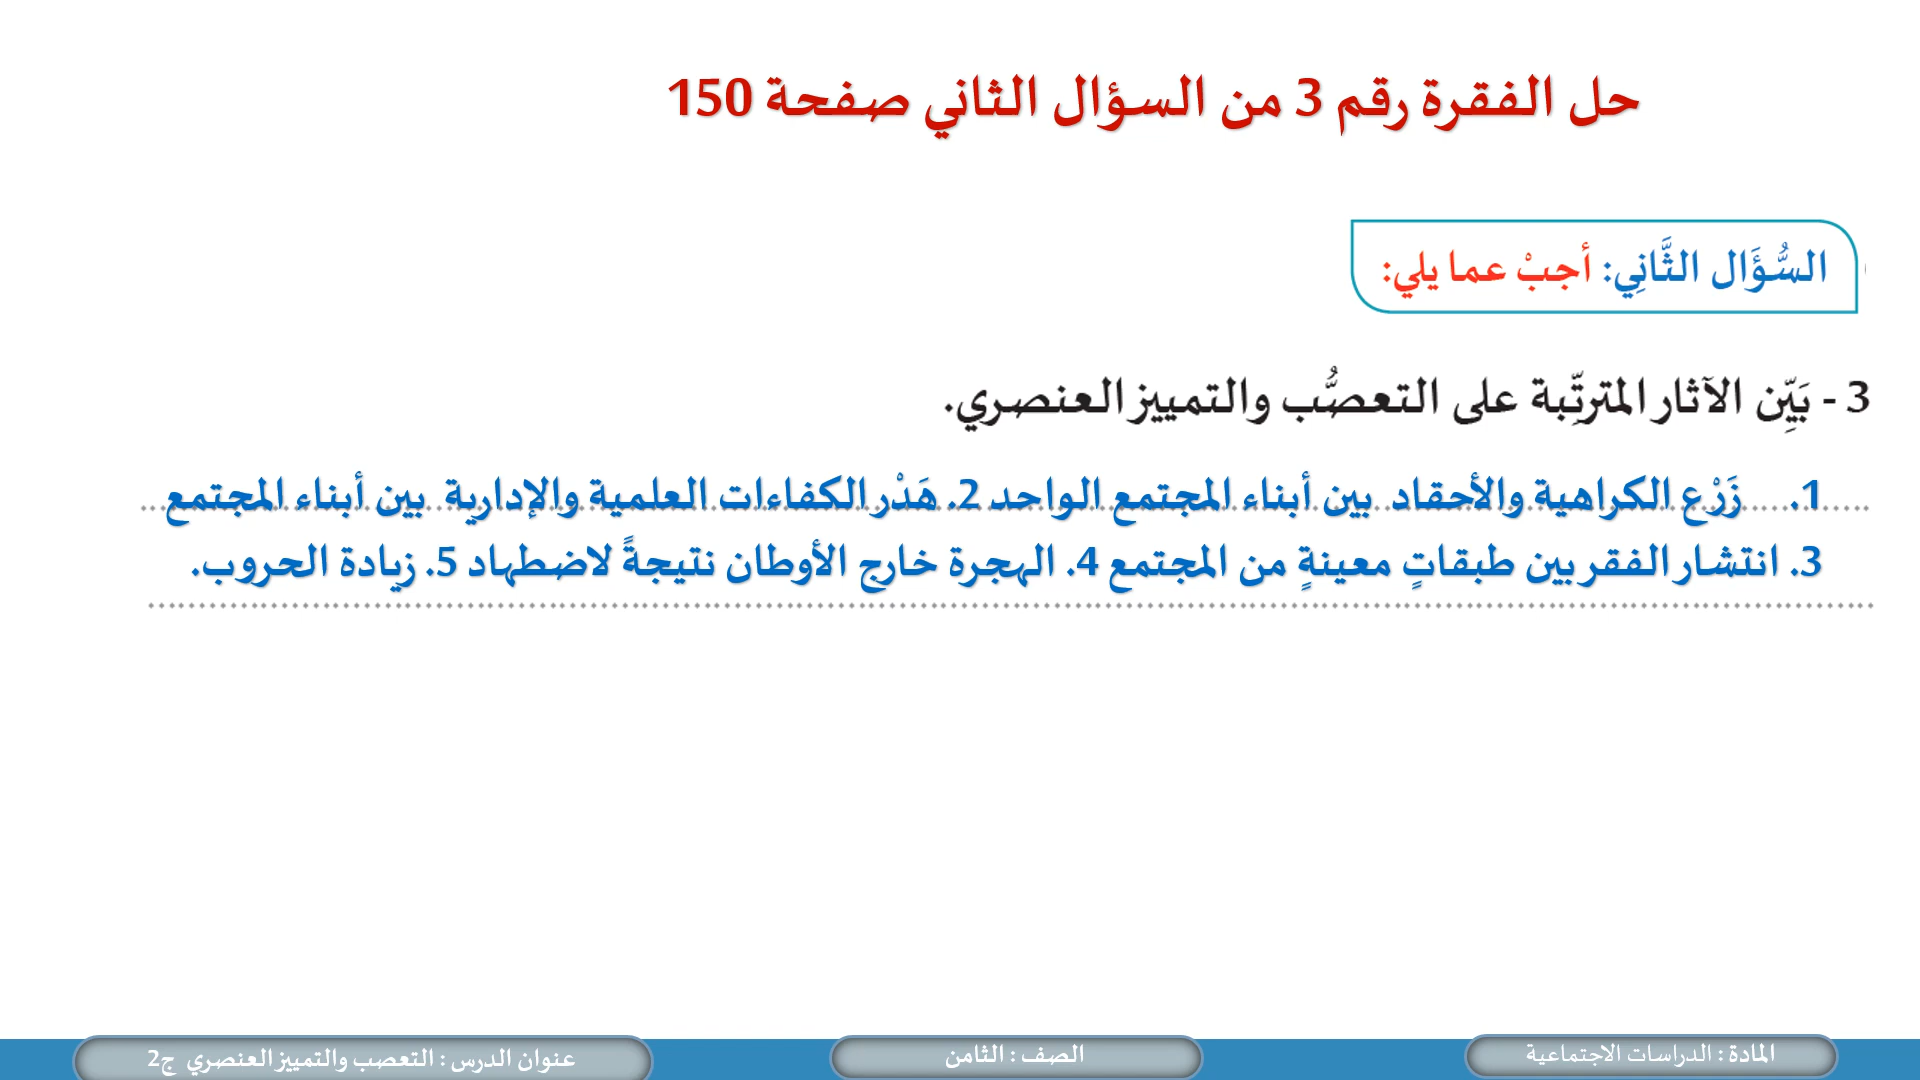 حل الفقرة رقم 3 من السؤال الثاني صفحة 150
السُّؤَال الثَّانِي: أجبْ عما يلي:
3 - بَيِّن الآثار المترتِّبة على التعصُّب والتمييز العنصري.
1. زَرْع الكراهية والأحقاد بين أبناء المجتمع الواحد 2. هَدْر الكفاءات العلمية والإدارية بين أبناء المجتمع
3. انتشار الفقر بين طبقاتٍ معينةٍ من المجتمع 4. الهجرة خارج الأوطان نتيجةً لاضطهاد 5. زيادة الحروب.
المادة : الدراسات الاجتماعية
الصف : الثامن
عنوان الدرس : التعصب والتمييز العنصري ج2